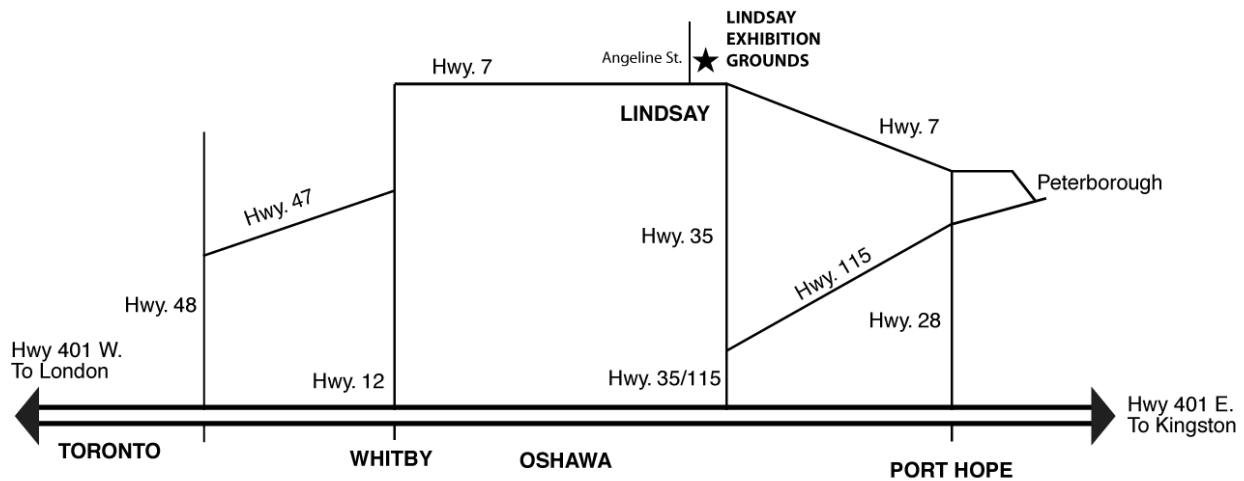 LINDSAY
EXHIBITION
GROUNDS
Angeline St.
Hwy. 7
LINDSAY
Hwy. 7
Peterborough
Hwy. 47
Hwy. 35
Hwy. 115
Hwy. 48
Hwy. 28
Hwy 401 W.
To London
Hwy. 12
Hwy. 35/115
Hwy 401 E.
To Kingston
TORONTO
WHITBY
OSHAWA
PORT HOPE